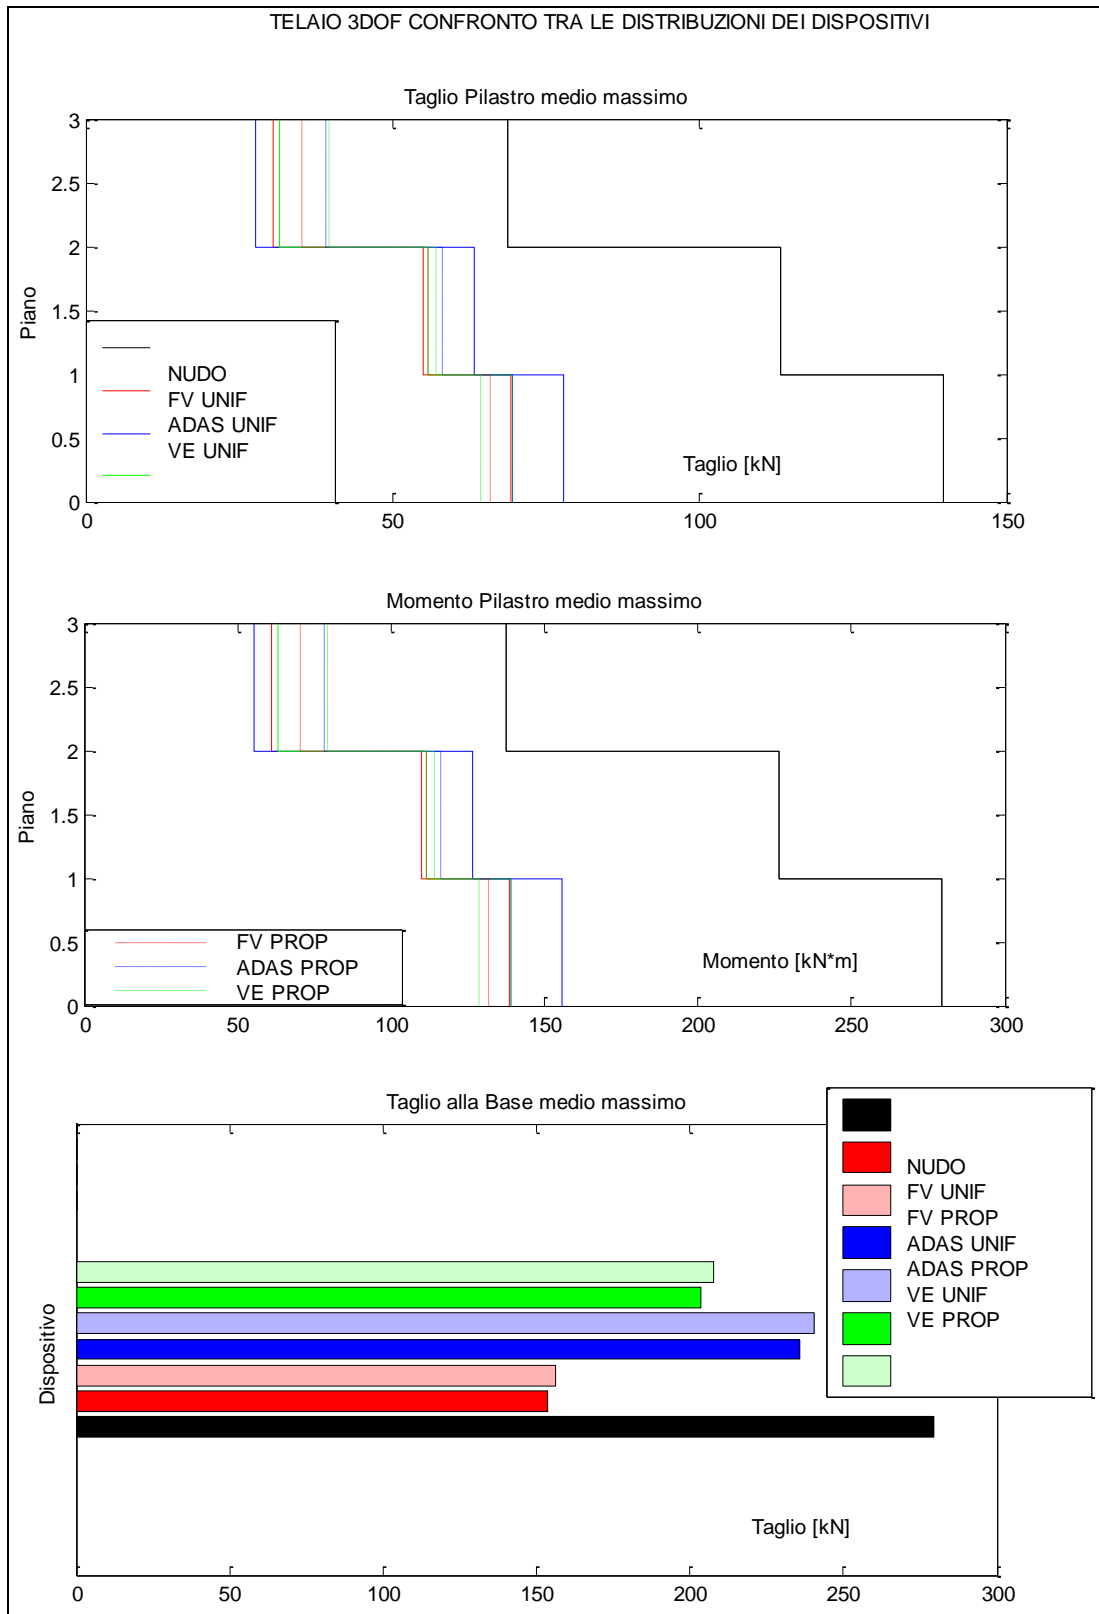 TELAIO 3DOF CONFRONTO TRA LE DISTRIBUZIONI DEI DISPOSITIVI
Taglio Pilastro medio massimo
3
2.5
2
1.5
1
0.5
0
Piano
NUDO
FV UNIF
ADAS UNIF
VE UNIF
Taglio [kN]
0 50 100 150
Momento Pilastro medio massimo
3
2.5
2
1.5
1
0.5
0
Piano
FV PROP
ADAS PROP
VE PROP
Momento [kN*m]
0 50 100 150 200 250 300
Taglio alla Base medio massimo
Dispositivo
NUDO
FV UNIF
FV PROP
ADAS UNIF
ADAS PROP
VE UNIF
VE PROP
Taglio [kN]
0 50 100 150 200 250 300